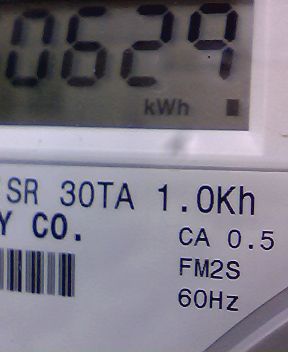 0629
kWh
SR 30TA 1.0Kh
Y CO.
CA 0.5
FM2S
60Hz